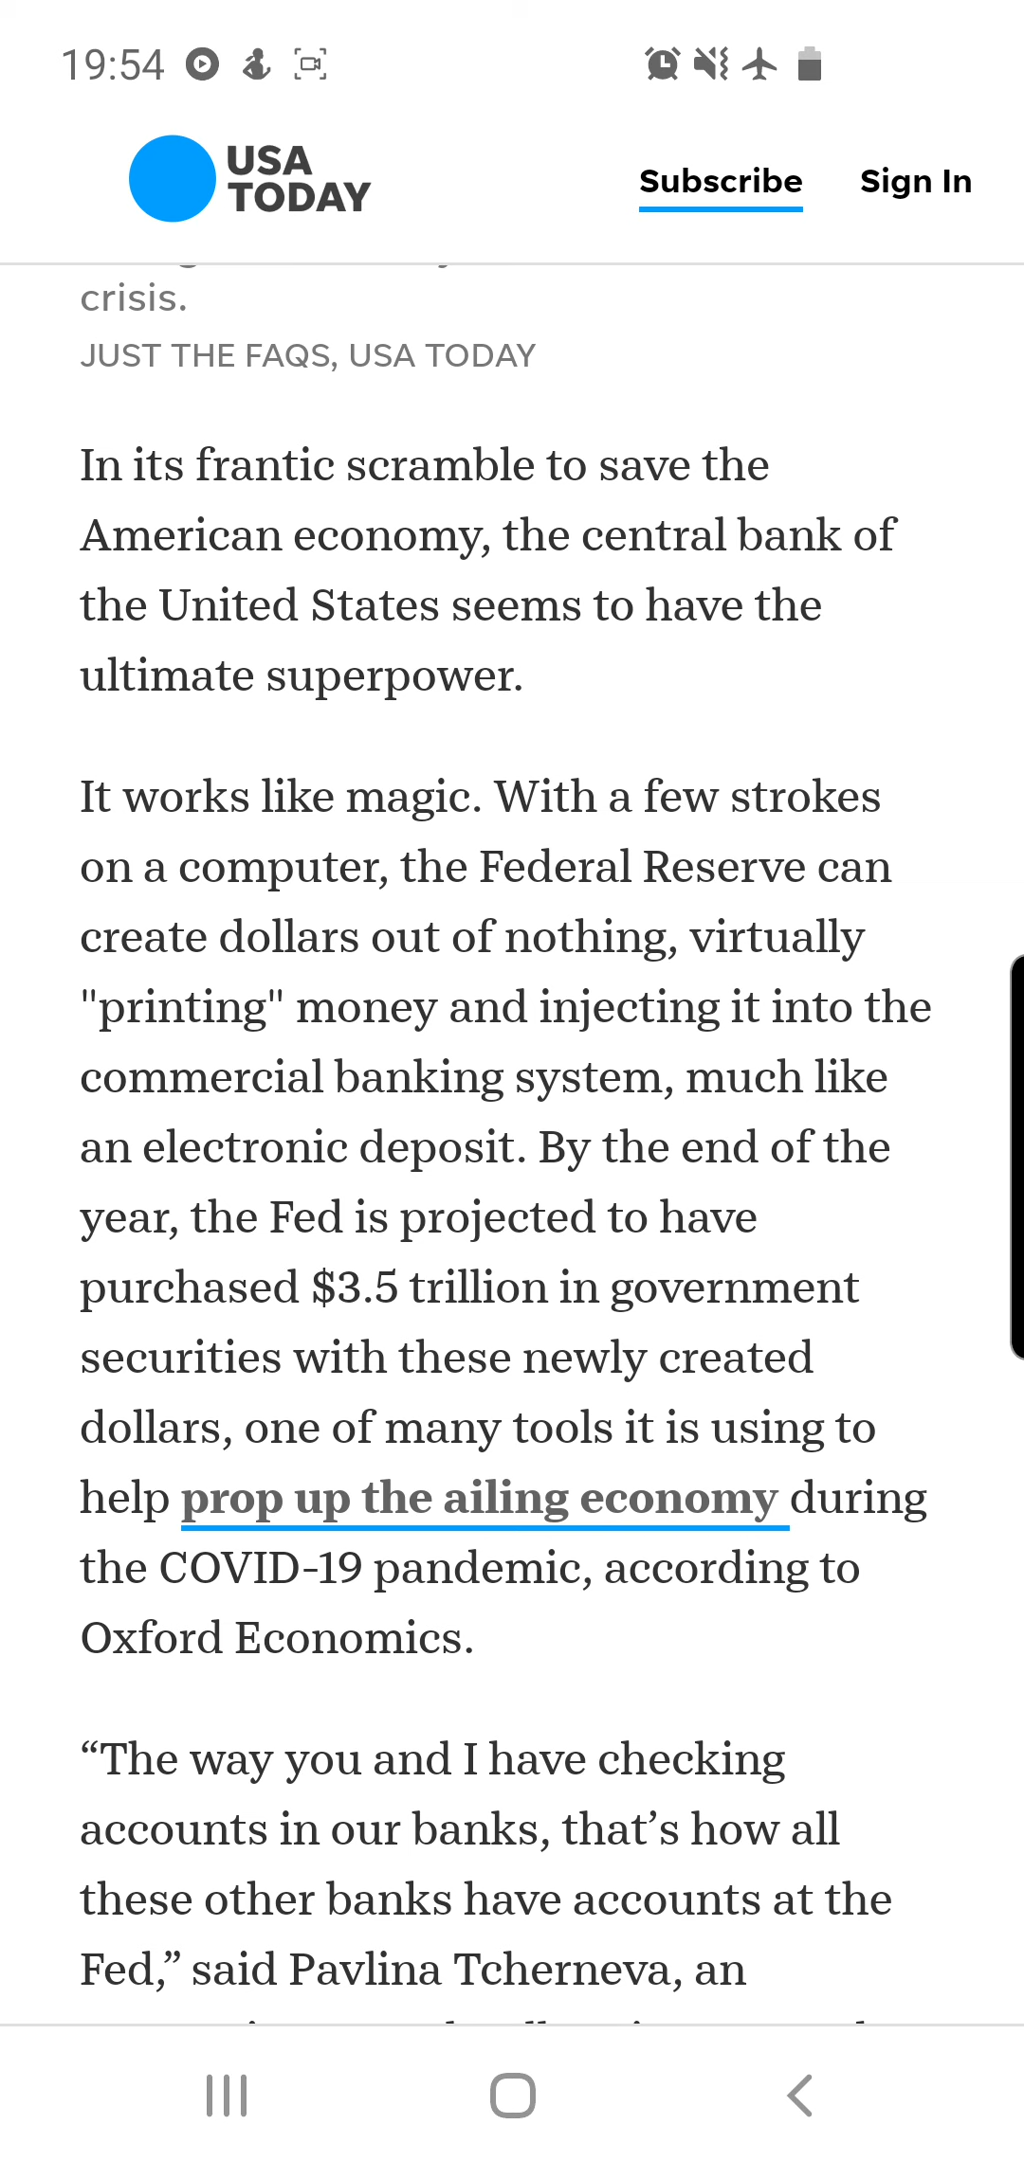 19:54
USA
TODAY
Subscribe
Sign In
crisis.
JUST THE FAQS, USA TODAY
In its frantic scramble to save the
American economy, the central bank of
the United States seems to have the
ultimate superpower.
It works like magic. With a few strokes
on a computer, the Federal Reserve can
create dollars out of nothing, virtually
"printing" money and injecting it into the
commercial banking system, much like
an electronic deposit. By the end of the
year, the Fed is projected to have
purchased $3.5 trillion in government
securities with these newly created
dollars, one of many tools it is using to
help prop up the ailing economy during
the COVID-19 pandemic, according to
Oxford Economics.
“The way you and I have checking
accounts in our banks, that’s how all
these other banks have accounts at the
Fed,” said Pavlina Tcherneva, an